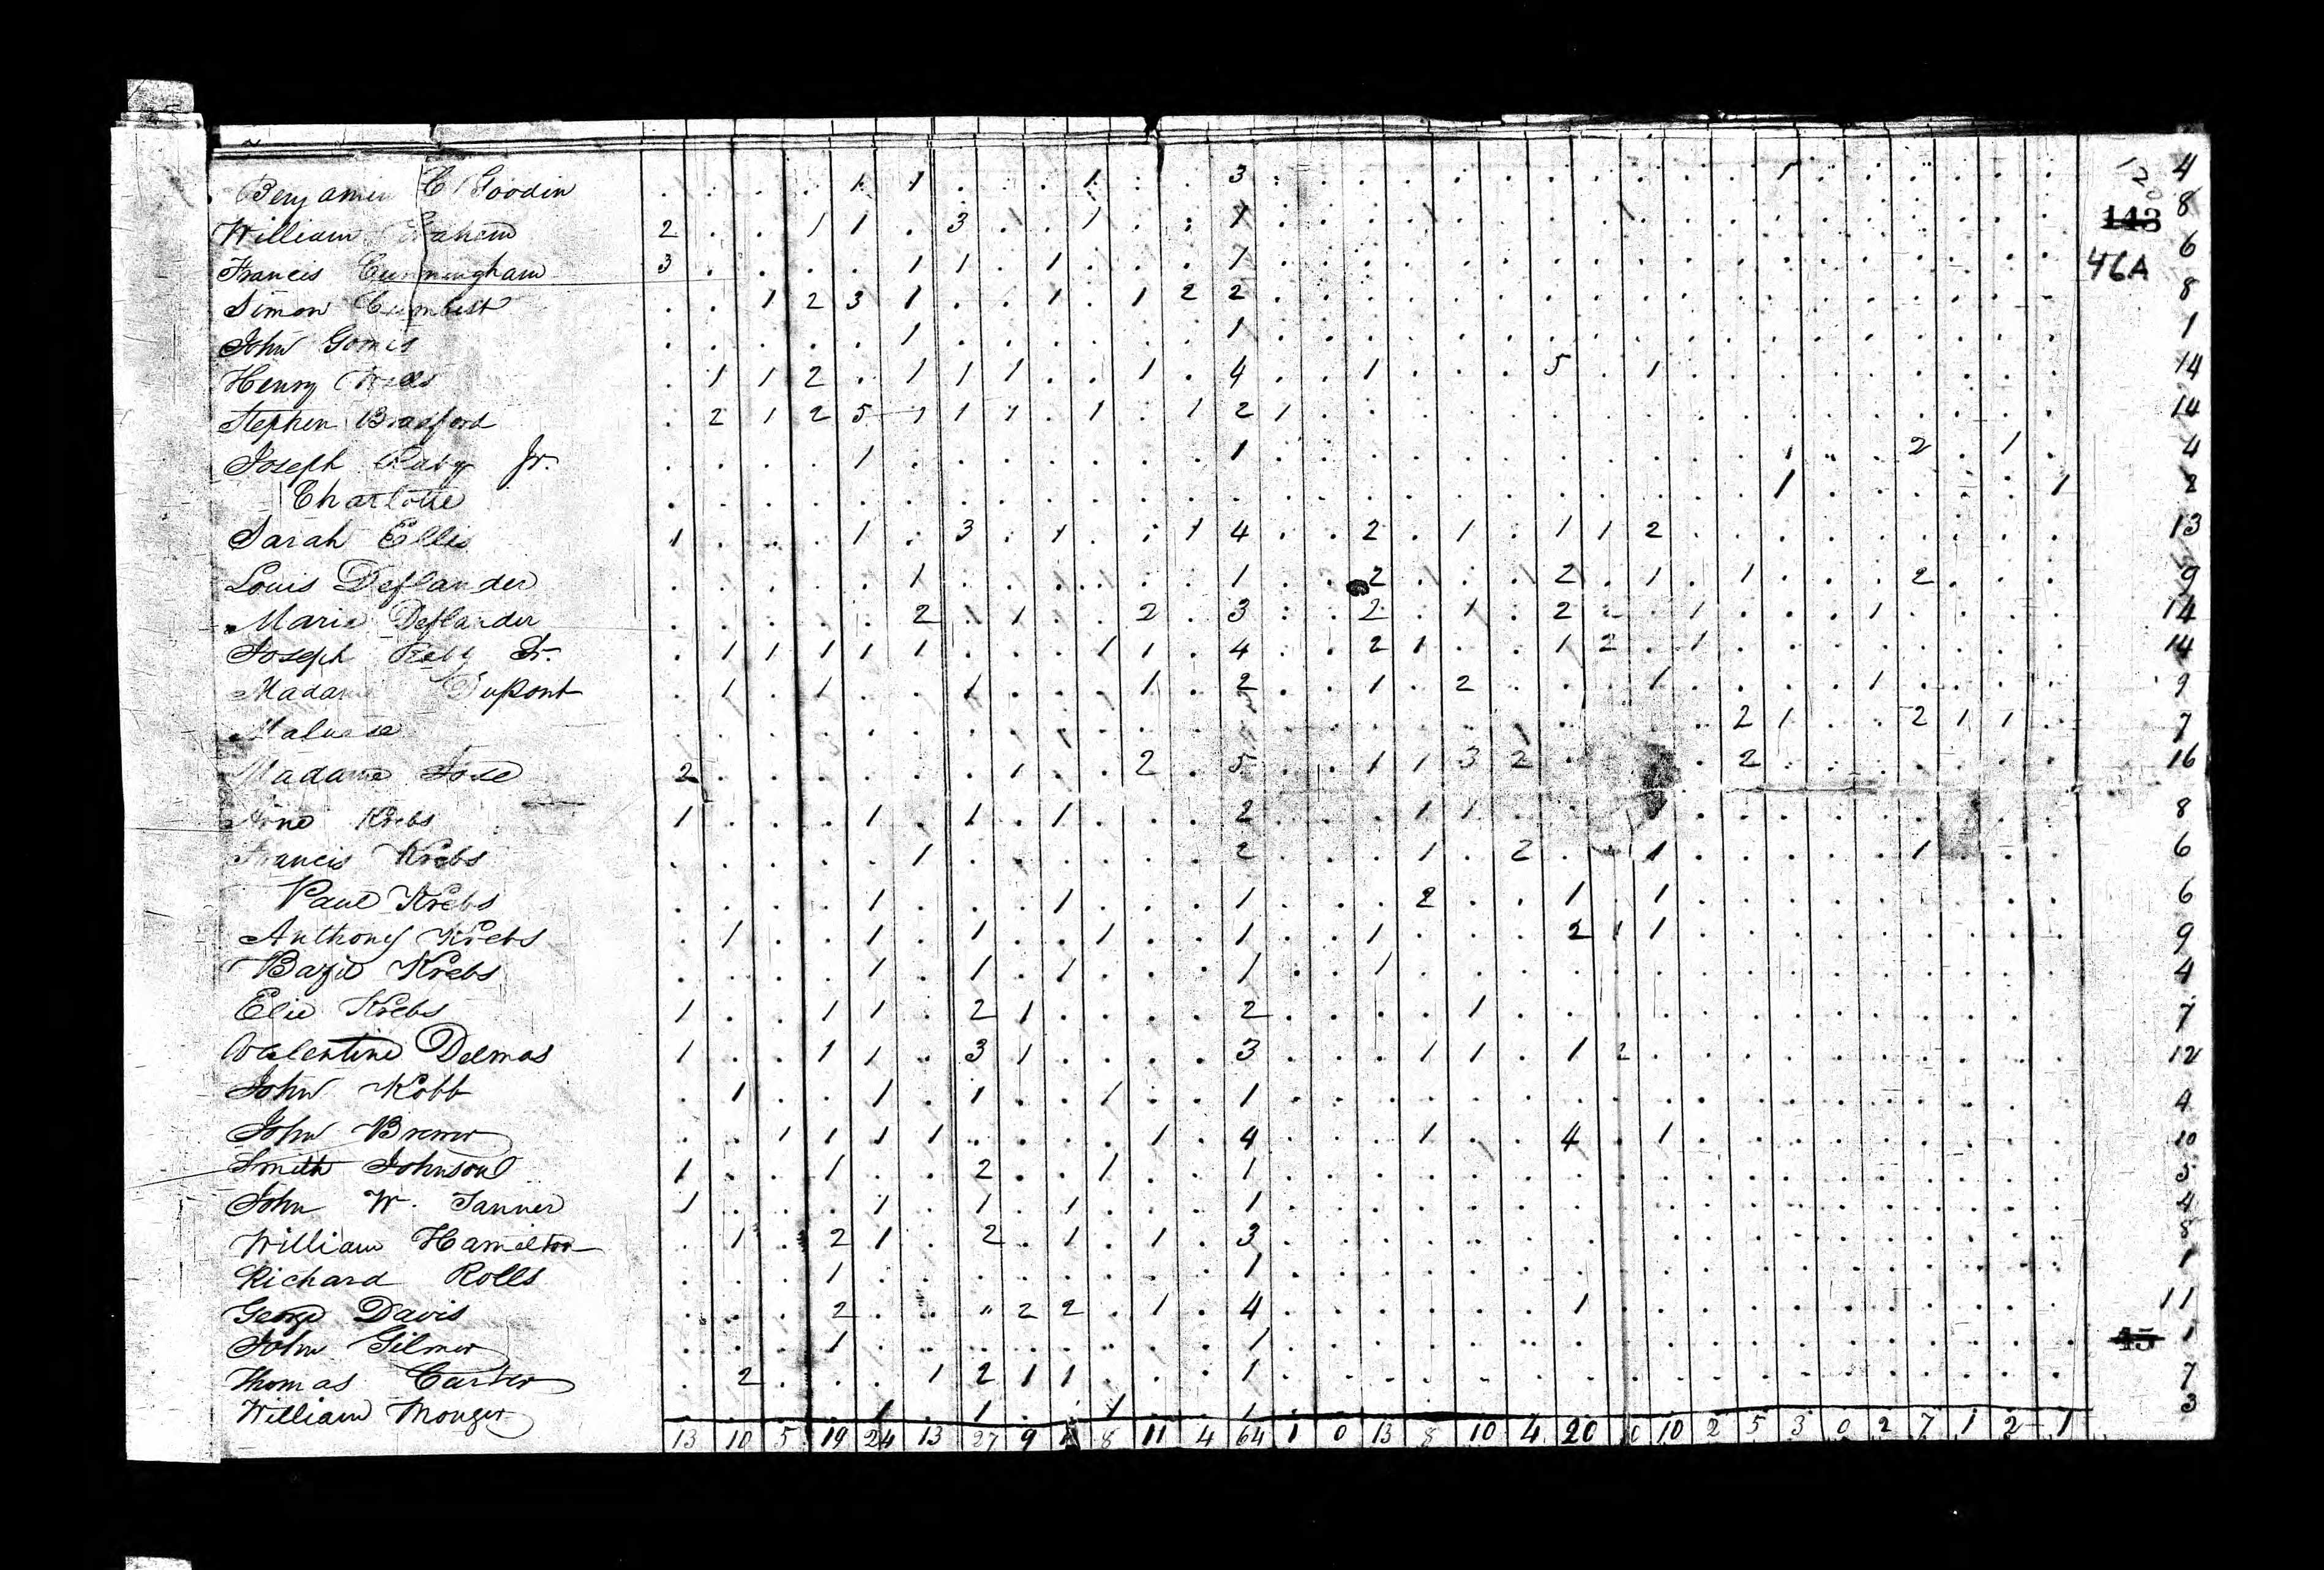 Benjamin C Goodin . . . . 1 1 . . . 1 . . 3 . . . . . . . . . . . 1 . . . . . . 4
William Graham 2 . . 1 1 . 3 . . 1 . . 1 8
143
Francis Cunningham 3 . . . . 1 1 . 1 . . . 1 6
46A
Simon Cumbest . . 1 2 3 1 . . 1 . 1 2 2 8
John Gomes . . . . . 1 . . . . . . 1 1
Henry Wells . 1 1 2 . 1 1 1 . . 1 . 4 . . 1 . . . 5 . 1 14
Stephen Bradford . 2 1 2 5 1 1 1 . 1 . 1 2 1 14
Joseph Raby Jr. . . . . 1 . . . . . . . 1 . . . . . . . . . . . 1 . . 2 . 1 . 4
Charlotte . . . . . . . . . . . . . . . . . . . . . . . . 1 . . . . . 1 2
Sarah Ellis 1 . . . 1 . 3 . 1 . . 1 4 . . 2 . 1 . 1 1 2 13
Louis Deflander . . . . . 1 . . . . . . 1 . . 2 . . . 2 . 1 . 1 . . . 2 . . . 9
Maria Deflander . . . . . 2 . 1 . . 2 . 3 . . 2 . 1 . 2 . . 1 . . . 1 . . . . 14
Joseph Raby Sr. . 1 1 1 1 1 . . . 1 1 . 4 . . 2 1 . . 1 2 . 1 14
Madame Dupont . 1 . 1 . . 1 . . . 1 . 2 . . 1 . 2 . . . 1 . . . . 1 . . . . 9
. . . . . . . . . . . . . . . . . . . . . . . 2 1 . . 2 1 1 . 7
Madame Jose 2 . . . . . . 1 . . 2 . 5 . . 1 1 3 2 . . . . 2 16
Krebs 1 . . . 1 . 1 . 1 . . . 2 . . . 1 1 8
Francis Krebs . . . . . 1 . . . . . . 2 . . . 1 . 2 . . 1 . . . . . 1 . . . 6
Paul Krebs . . . . 1 . . . 1 . . . 1 . . . 2 . . 1 . 1 6
Anthony Krebs . 1 . . 1 . 1 . . 1 . . 1 . . 1 . . . 2 1 1 9
Bazil Krebs . . . . 1 . 1 . 1 . . . 1 . . 1 4
Elie Krebs 1 . . 1 1 . 2 1 . . . . 2 . . . . 1 7
Valentine Delmas 1 . . 1 1 . 3 1 . . . . 3 . . . 1 1 . 1 2 12
John Kobb . 1 . . 1 . 1 . . 1 . . 1 4
John Brewer . . 1 1 1 1 . . . . 1 . 4 . . . 1 . . 4 . 1 10
Smith Johnson 1 . . 1 . . 2 . . 1 . . 1 5
John W. Tanner 1 . . . 1 . 1 . 1 . . . 1 4
William Hamilton . 1 . 2 1 . 2 . 1 . 1 . 3 8
Richard Rolls . . . 1 . . . . . . . . 1 1
George Davis . . . 2 . . " 2 2 . 1 . 4 . . . . . . 1 11
John Gilmer . . . 1 . . . . . . . . 1 1
45
Thomas Carter . 2 . . . 1 2 1 1 . . . 1 7
William Monger . . . . 1 . 1 . . 1 . . 1 3
13 10 5 19 24 13 27 9 8 11 4 64 1 0 13 8 10 4 20 10 2 5 3 0 2 7 1 2 1